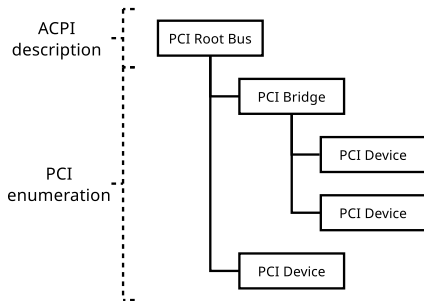 ACPI
description
PCI Root Bus
PCI Bridge
PCI Device
PCI
enumeration
PCI Device
PCI Device